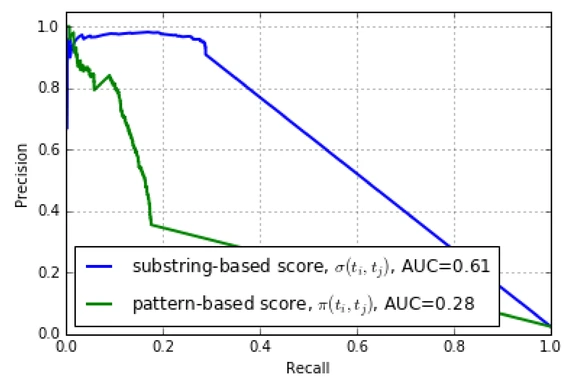 1.0
0.8
0.6
0.4
0.2
0.0
Precision
substring-based score, σ(tᵢ, tⱼ), AUC=0.61
pattern-based score, π(tᵢ, tⱼ), AUC=0.28
0.0 0.2 0.4 0.6 0.8 1.0
Recall